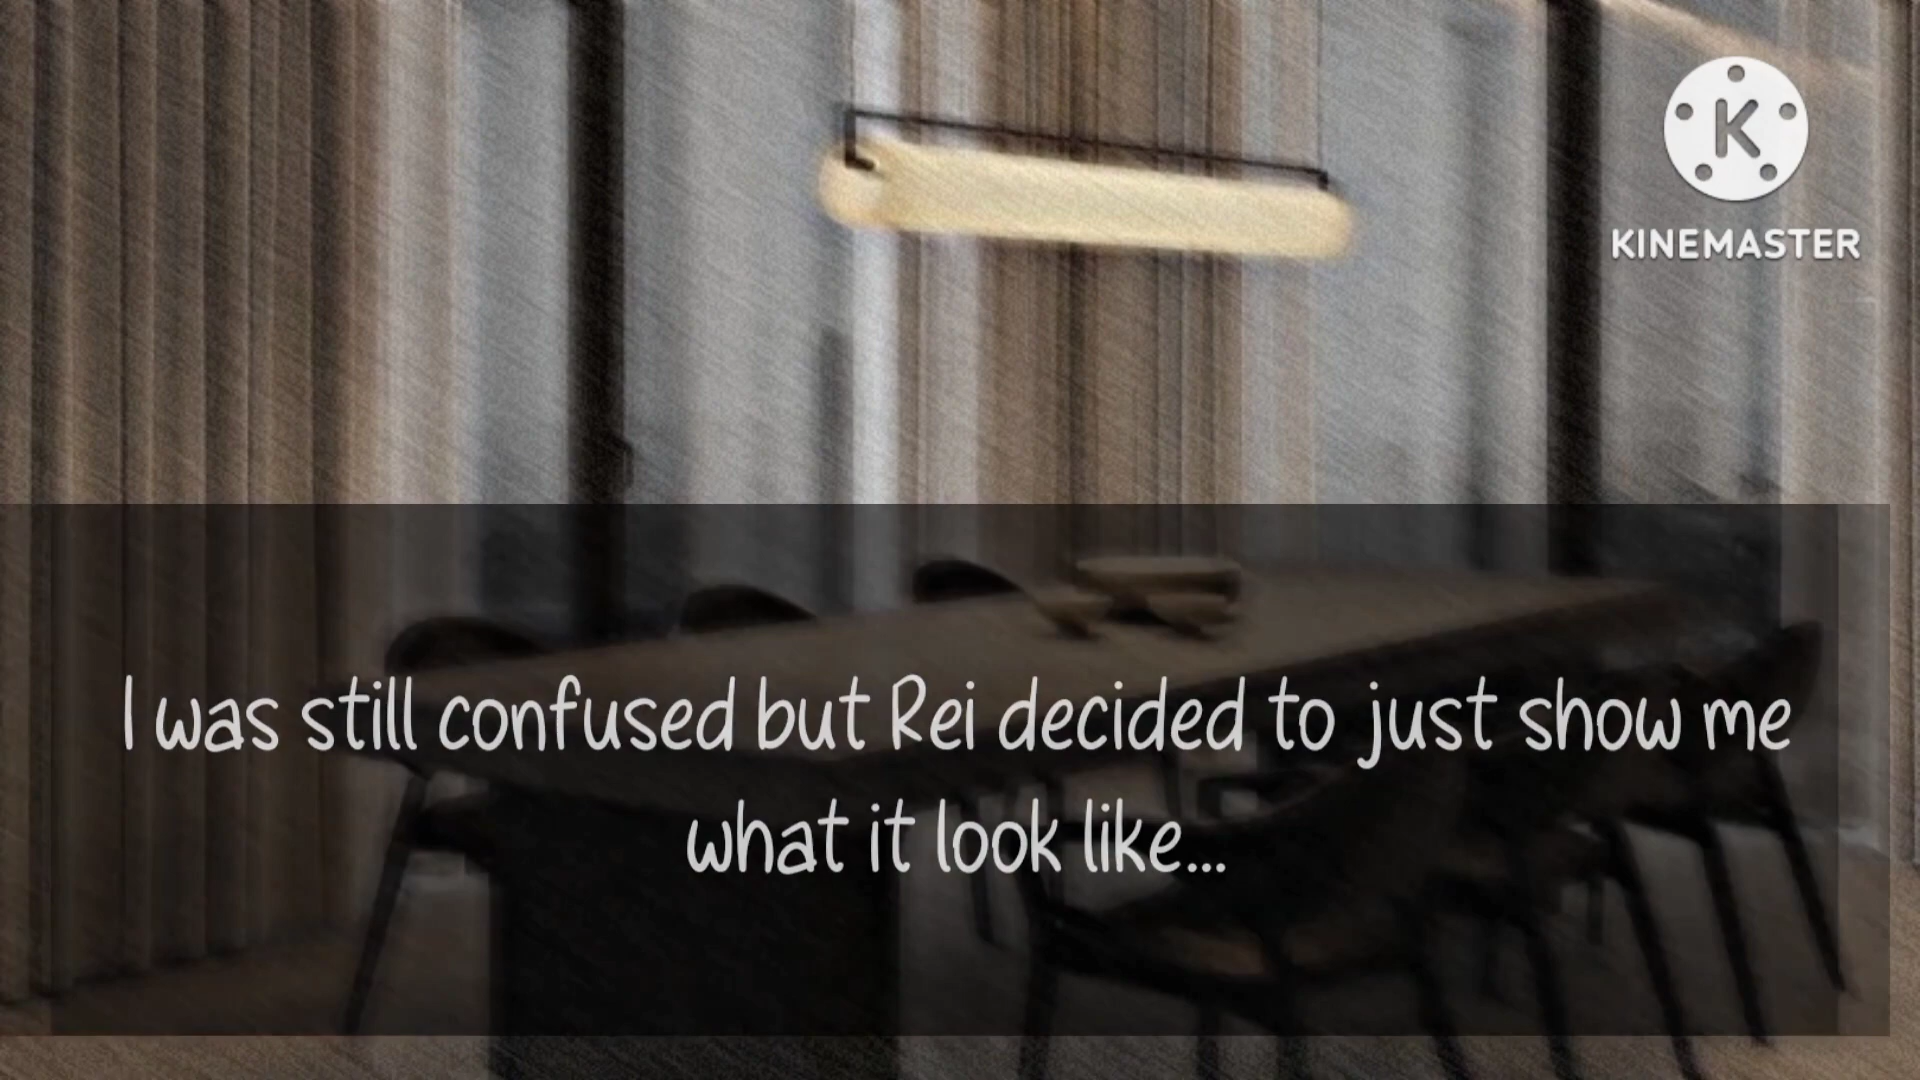 K
KINEMASTER
I was still confused but Rei decided to just show me
what it look like...